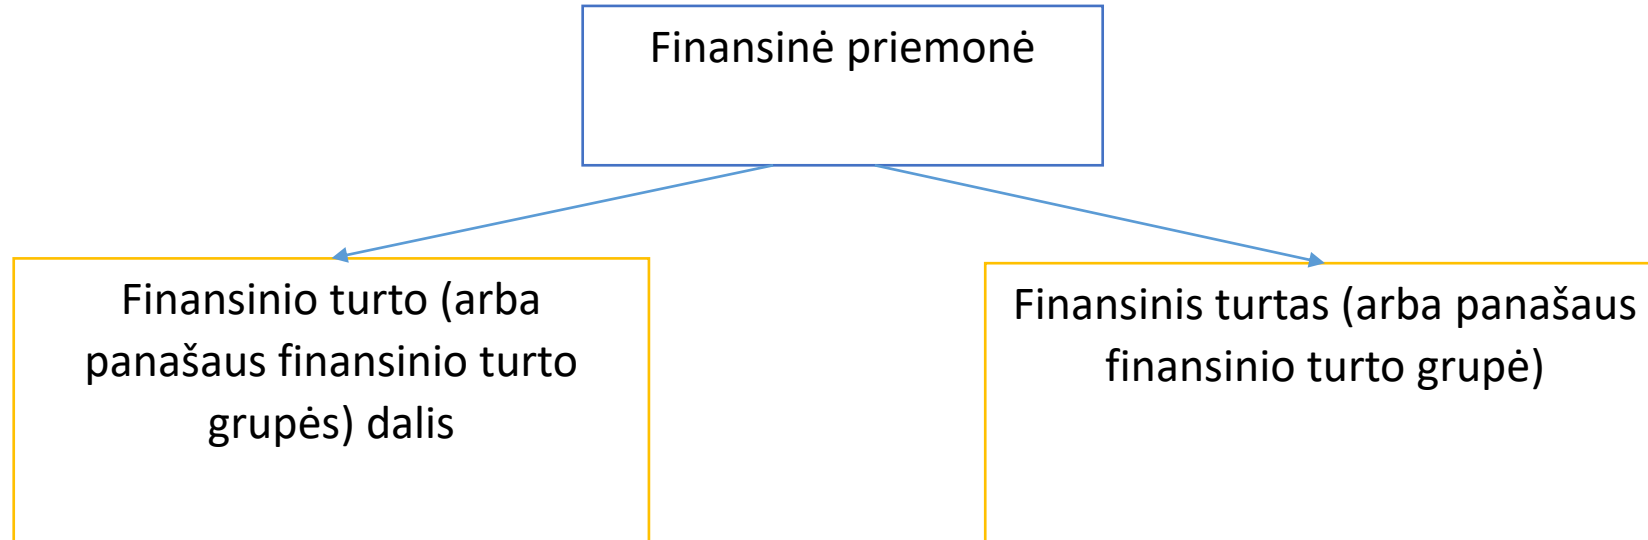 Finansinė priemonė
Finansinio turto (arba
panašaus finansinio turto
grupės) dalis
Finansinis turtas (arba panašaus
finansinio turto grupė)